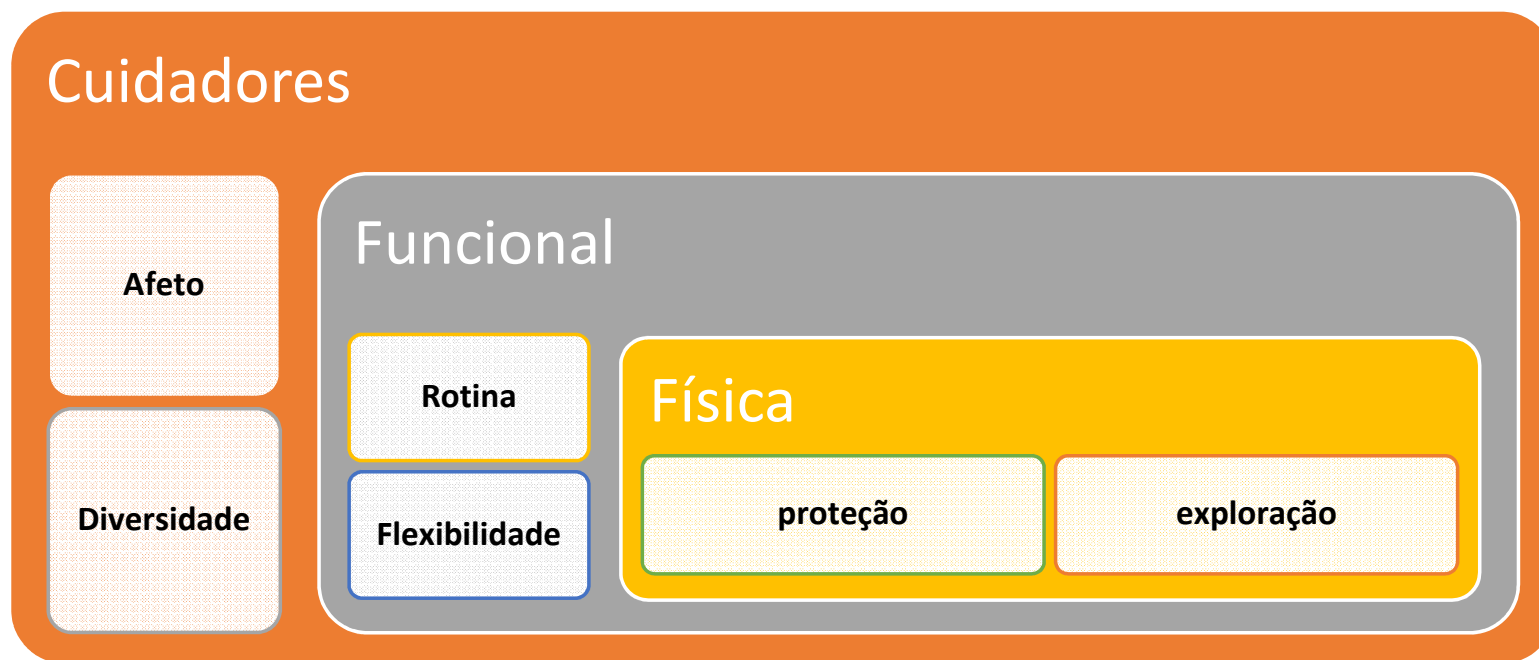 Cuidadores
Afeto
Diversidade
Funcional
Rotina
Flexibilidade
Física
proteção
exploração